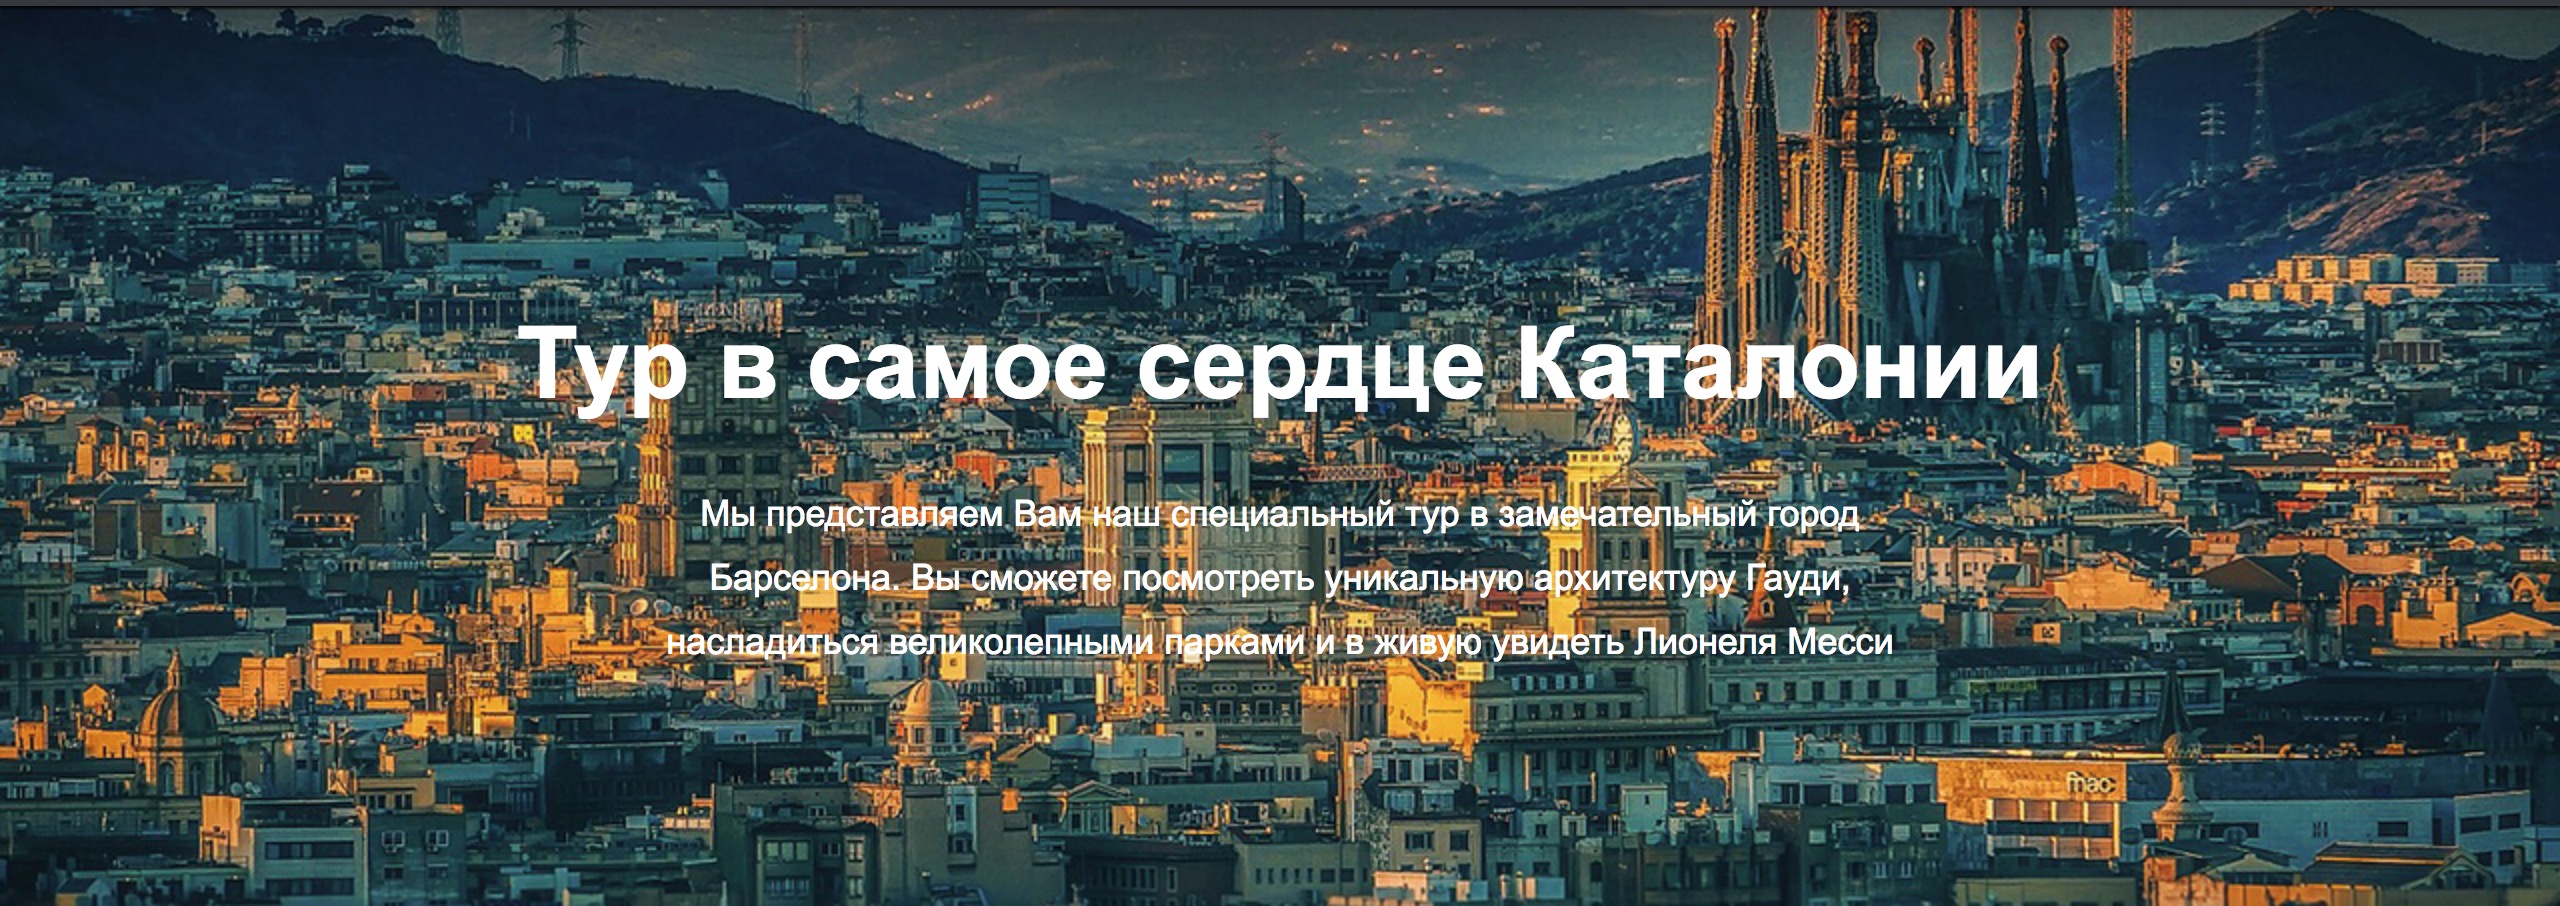 Тур в самое сердце Каталонии
Мы представляем Вам наш специальный тур в замечательный город
Барселона. Вы сможете посмотреть уникальную архитектуру Гауди,
насладиться великолепными парками и в живую увидеть Лионеля Месси
fnac